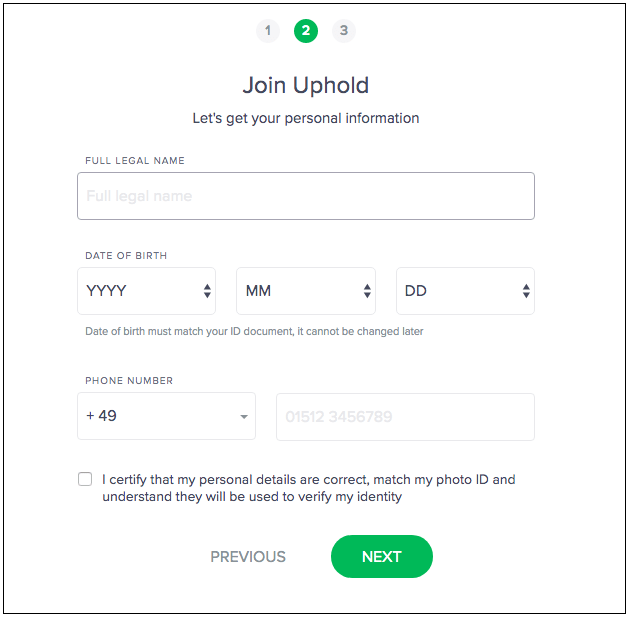 1 2 3
Join Uphold
Let's get your personal information
FULL LEGAL NAME
Full legal name
DATE OF BIRTH
YYYY MM DD
Date of birth must match your ID document, it cannot be changed later
PHONE NUMBER
+ 49 01512 3456789
I certify that my personal details are correct, match my photo ID and
understand they will be used to verify my identity
PREVIOUS NEXT